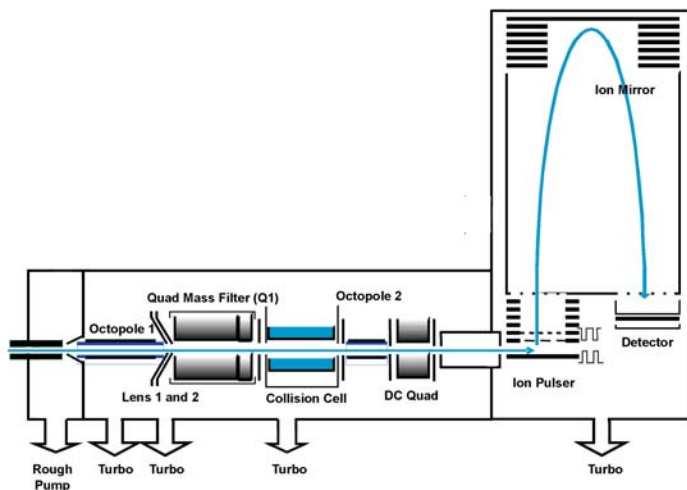 Ion Mirror
Quad Mass Filter (Q1)
Octopole 2
Octopole 1
Detector
Ion Pulser
Lens 1 and 2
Collision Cell
DC Quad
Rough
Pump
Turbo
Turbo
Turbo
Turbo